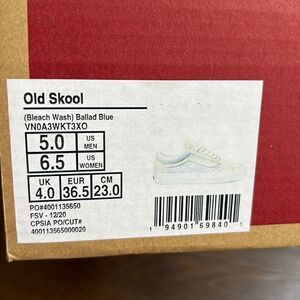 Old Skool
(Bleach Wash) Ballad Blue
VN0A3WKT3XO
5.0 US MEN
6.5 US WOMEN
UK EUR CM
4.0 36.5 23.0
PO#4001135650
FSV - 12/20
CPSIA PO/CUT#
400113565000020
1 94901 69840 1